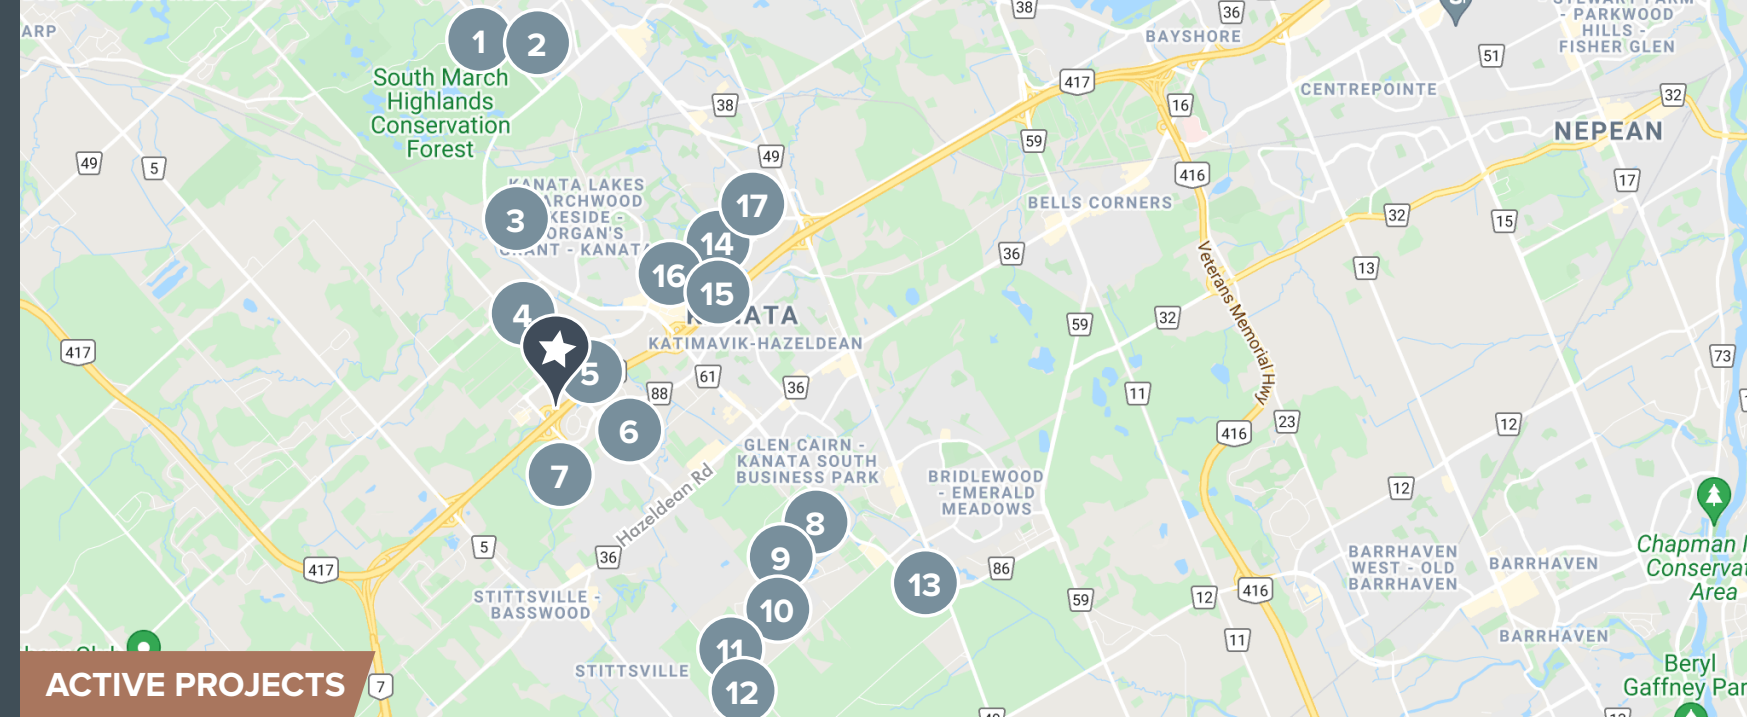 ARP
38
36
BAYSHORE
- PARKWOOD
HILLS -
FISHER GLEN
51
1
2
South March
Highlands
Conservation
Forest
38
417
16
CENTREPOINTE
32
NEPEAN
49
5
49
59
416
17
KANATA LAKES
3
17
BELLS CORNERS
32
15
14
16
15
36
13
Veterans Memorial Hwy
4
KATIMAVIK-HAZELDEAN
59
32
417
5
61
36
88
11
73
6
416
23
12
7
GLEN CAIRN -
KANATA SOUTH
BUSINESS PARK
Hazeldean Rd
BRIDLEWOOD
- EMERALD
MEADOWS
12
8
9
5
36
417
13
86
BARRHAVEN
WEST - OLD
BARRHAVEN
BARRHAVEN
Chapman
Area
STITTSVILLE -
BASSWOOD
10
59
12
416
11
12
11
BARRHAVEN
STITTSVILLE
Beryl
Gaffney
7
ACTIVE PROJECTS